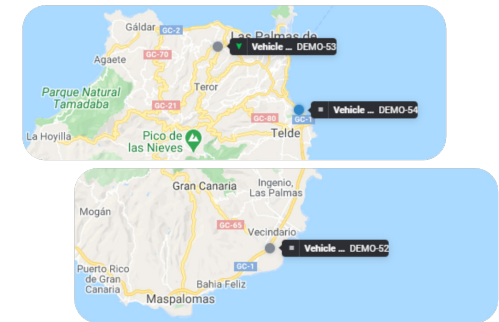 Gáldar
GC-2
Las Palmas de
Vehicle ... DEMO-53
Agaete
GC-70
Parque Natural
Tamadaba
Teror
GC-21
Vehicle ... DEMO-54
GC-80
GC-1
La Hoyilla
Pico de
las Nieves
Telde
Gran Canaria
Ingenio,
Las Palmas
Mogán
GC-65
Vecindario
Vehicle ... DEMO-52
GC-1
Puerto Rico
de Gran
Canaria
Bahia Feliz
Maspalomas